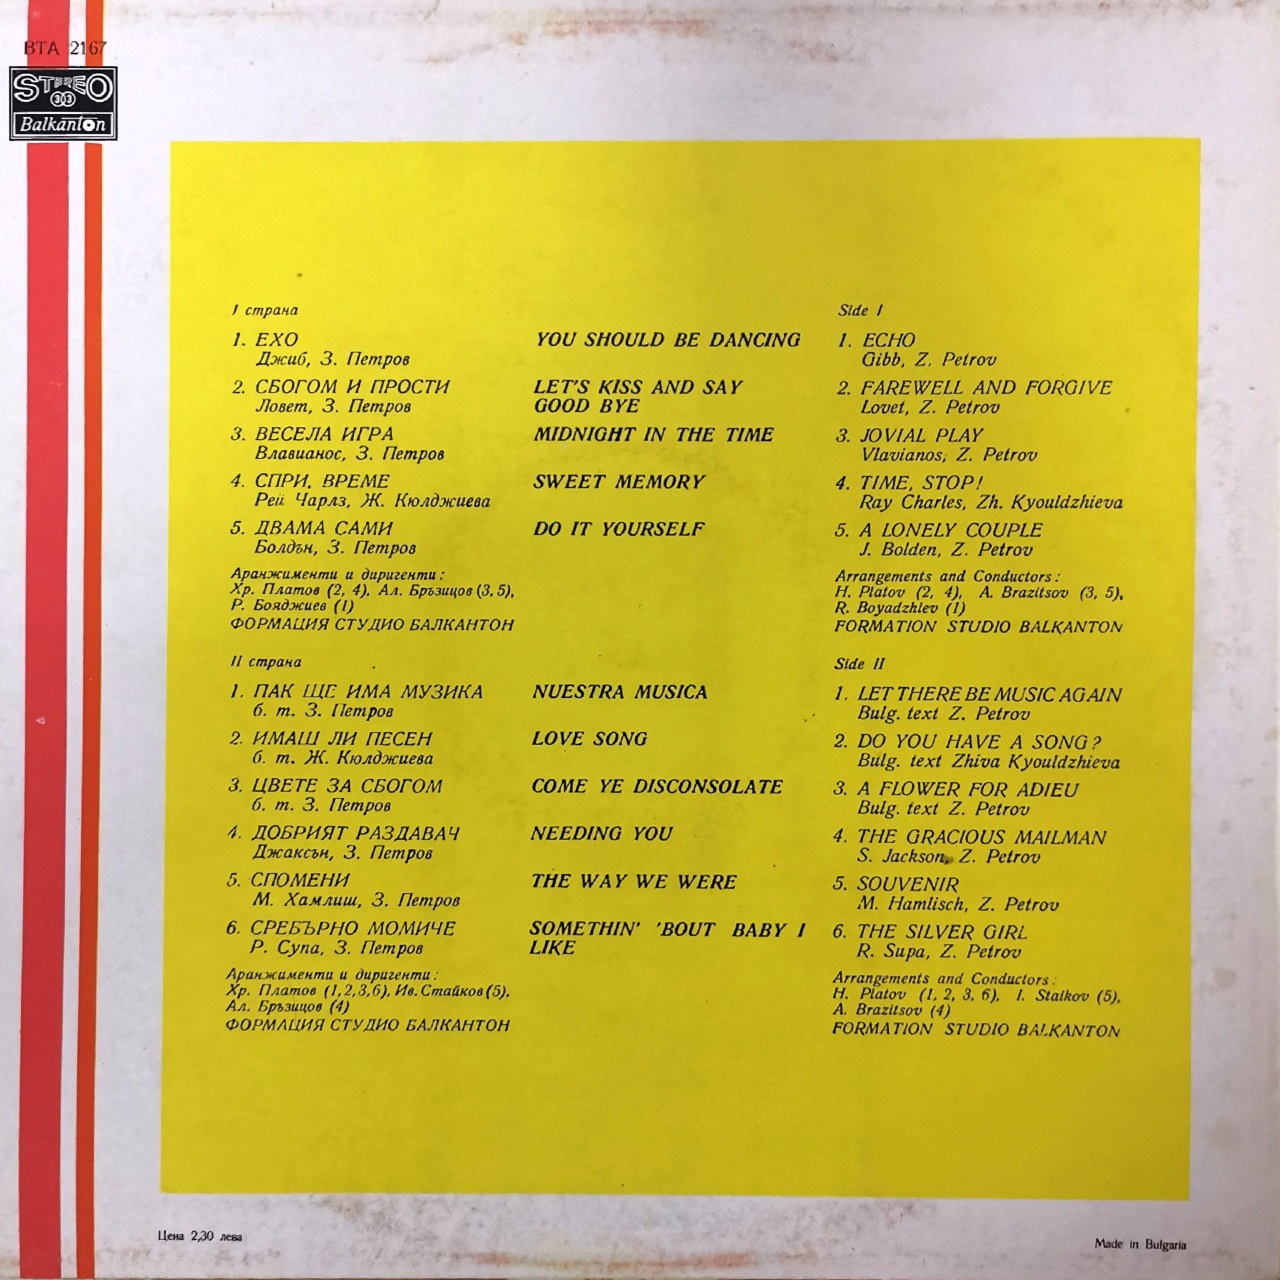 BTA 2167
STEREO
33
Balkanton
I страна
1. ЕХО
Джиб, З. Петров
2. СБОГОМ И ПРОСТИ
Ловет, З. Петров
3. ВЕСЕЛА ИГРА
Влавианос, З. Петров
4. СПРИ, ВРЕМЕ
Рей Чарлз, Ж. Кюлджиева
5. ДВАМА САМИ
Болдън, З. Петров
Аранжименти и диригенти:
Хр. Платов (2, 4), Ал. Бръзицов (3, 5),
Р. Бояджиев (1)
ФОРМАЦИЯ СТУДИО БАЛКАНТОН
YOU SHOULD BE DANCING
LET'S KISS AND SAY
GOOD BYE
MIDNIGHT IN THE TIME
SWEET MEMORY
DO IT YOURSELF
Side I
1. ECHO
Gibb, Z. Petrov
2. FAREWELL AND FORGIVE
Lovet, Z. Petrov
3. JOVIAL PLAY
Vlavianos, Z. Petrov
4. TIME, STOP!
Ray Charles, Zh. Kyouldzhieva
5. A LONELY COUPLE
J. Bolden, Z. Petrov
Arrangements and Conductors:
H. Platov (2, 4), A. Brazitsov (3, 5),
R. Boyadzhiev (1)
FORMATION STUDIO BALKANTON
II страна
1. ПАК ЩЕ ИМА МУЗИКА
б. т. З. Петров
2. ИМАШ ЛИ ПЕСЕН
б. т. Ж. Кюлджиева
3. ЦВЕТЕ ЗА СБОГОМ
б. т. З. Петров
4. ДОБРИЯТ РАЗДАВАЧ
Джаксън, З. Петров
5. СПОМЕНИ
М. Хамлиш, З. Петров
6. СРЕБЪРНО МОМИЧЕ
Р. Супа, З. Петров
Аранжименти и диригенти:
Хр. Платов (1, 2, 3, 6), Ив. Стайков (5),
Ал. Бръзицов (4)
ФОРМАЦИЯ СТУДИО БАЛКАНТОН
NUESTRA MUSICA
LOVE SONG
COME YE DISCONSOLATE
NEEDING YOU
THE WAY WE WERE
SOMETHIN' 'BOUT BABY I
LIKE
Side II
1. LET THERE BE MUSIC AGAIN
Bulg. text Z. Petrov
2. DO YOU HAVE A SONG?
Bulg. text Zhiva Kyouldzhieva
3. A FLOWER FOR ADIEU
Bulg. text Z. Petrov
4. THE GRACIOUS MAILMAN
S. Jackson, Z. Petrov
5. SOUVENIR
M. Hamlisch, Z. Petrov
6. THE SILVER GIRL
R. Supa, Z. Petrov
Arrangements and Conductors:
H. Platov (1, 2, 3, 6), I. Staikov (5),
A. Brazitsov (4)
FORMATION STUDIO BALKANTON
Цена 2,30 лева
Made in Bulgaria